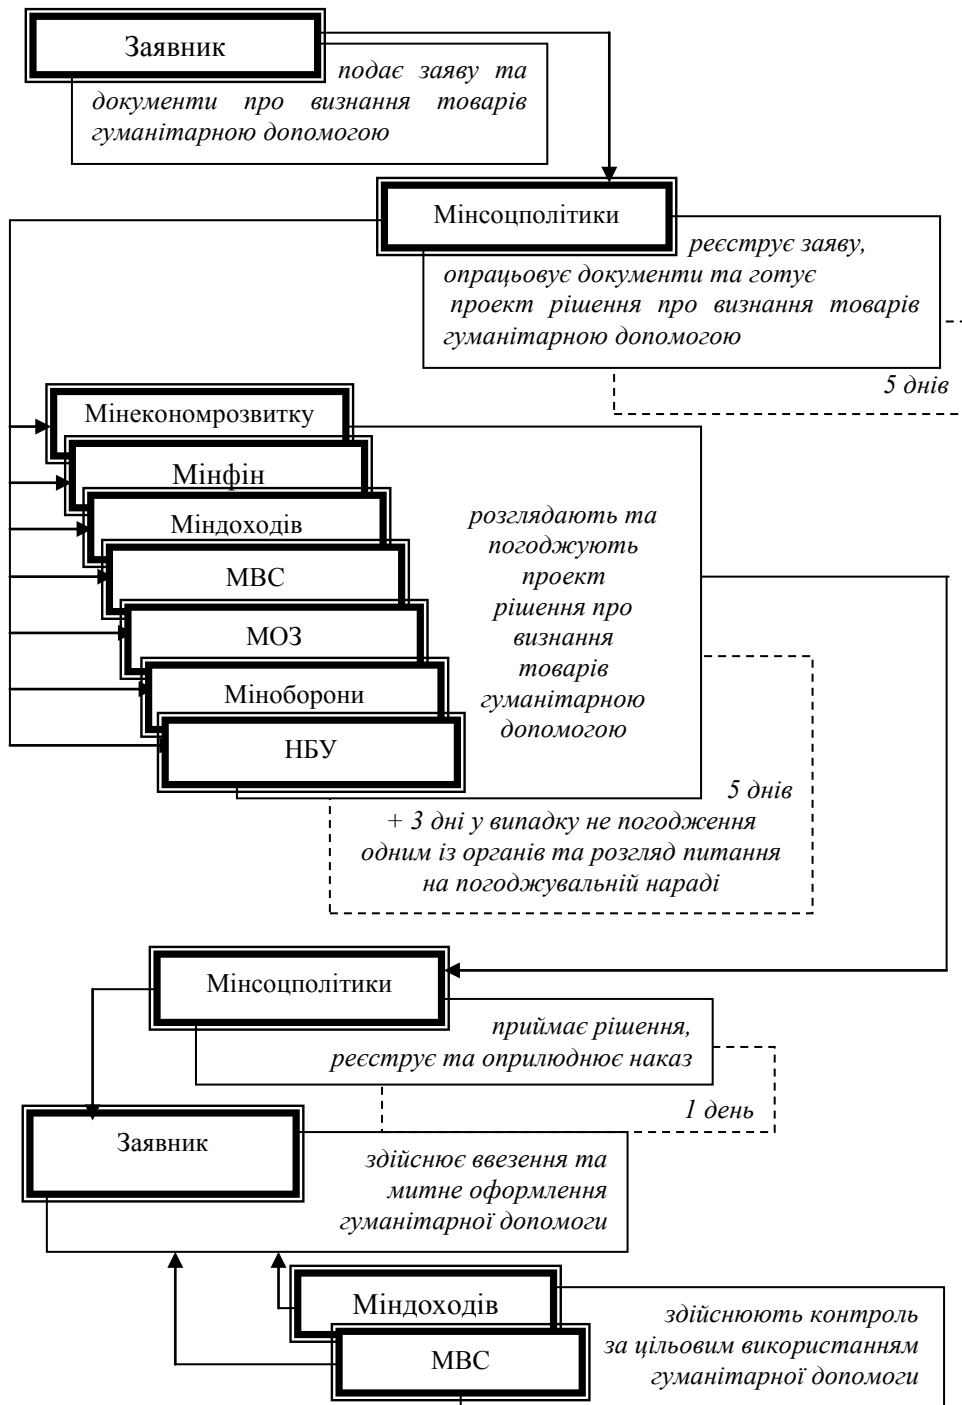 Заявник
подає заяву та
документи про визнання товарів
гуманітарною допомогою
Мінсоцполітики
реєструє заяву,
опрацьовує документи та готує
проект рішення про визнання товарів
гуманітарною допомогою
5 днів
Мінекономрозвитку
Мінфін
Міндоходів
МВС
МОЗ
Міноборони
НБУ
розглядають та
погоджують
проект
рішення про
визнання
товарів
гуманітарною
допомогою
5 днів
+ 3 дні у випадку не погодження
одним із органів та розгляд питання
на погоджувальній нараді
Мінсоцполітики
приймає рішення,
реєструє та оприлюднює наказ
1 день
Заявник
здійснює ввезення та
митне оформлення
гуманітарної допомоги
Міндоходів
МВС
здійснюють контроль
за цільовим використанням
гуманітарної допомоги